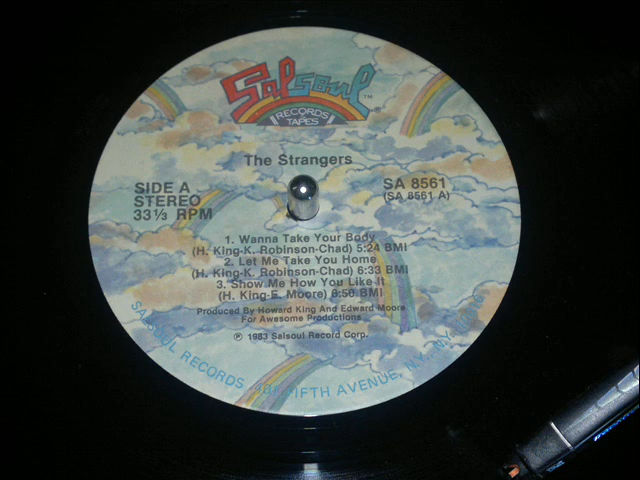 Salsoul™
RECORDS
& TAPES
The Strangers
SIDE A
STEREO
33⅓ RPM
SA 8561
(SA 8561 A)
1. Wanna Take Your Body
(H. King-K. Robinson-Chad) 5:24 BMI
2. Let Me Take You Home
(H. King-K. Robinson-Chad) 6:33 BMI
3. Show Me How You Like It
(H. King-E. Moore) 6:50 BMI
Produced By Howard King And Edward Moore
For Awesome Productions
℗ 1983 Salsoul Record Corp.
SALSOUL RECORDS, 401 FIFTH AVENUE, N.Y., N.Y.